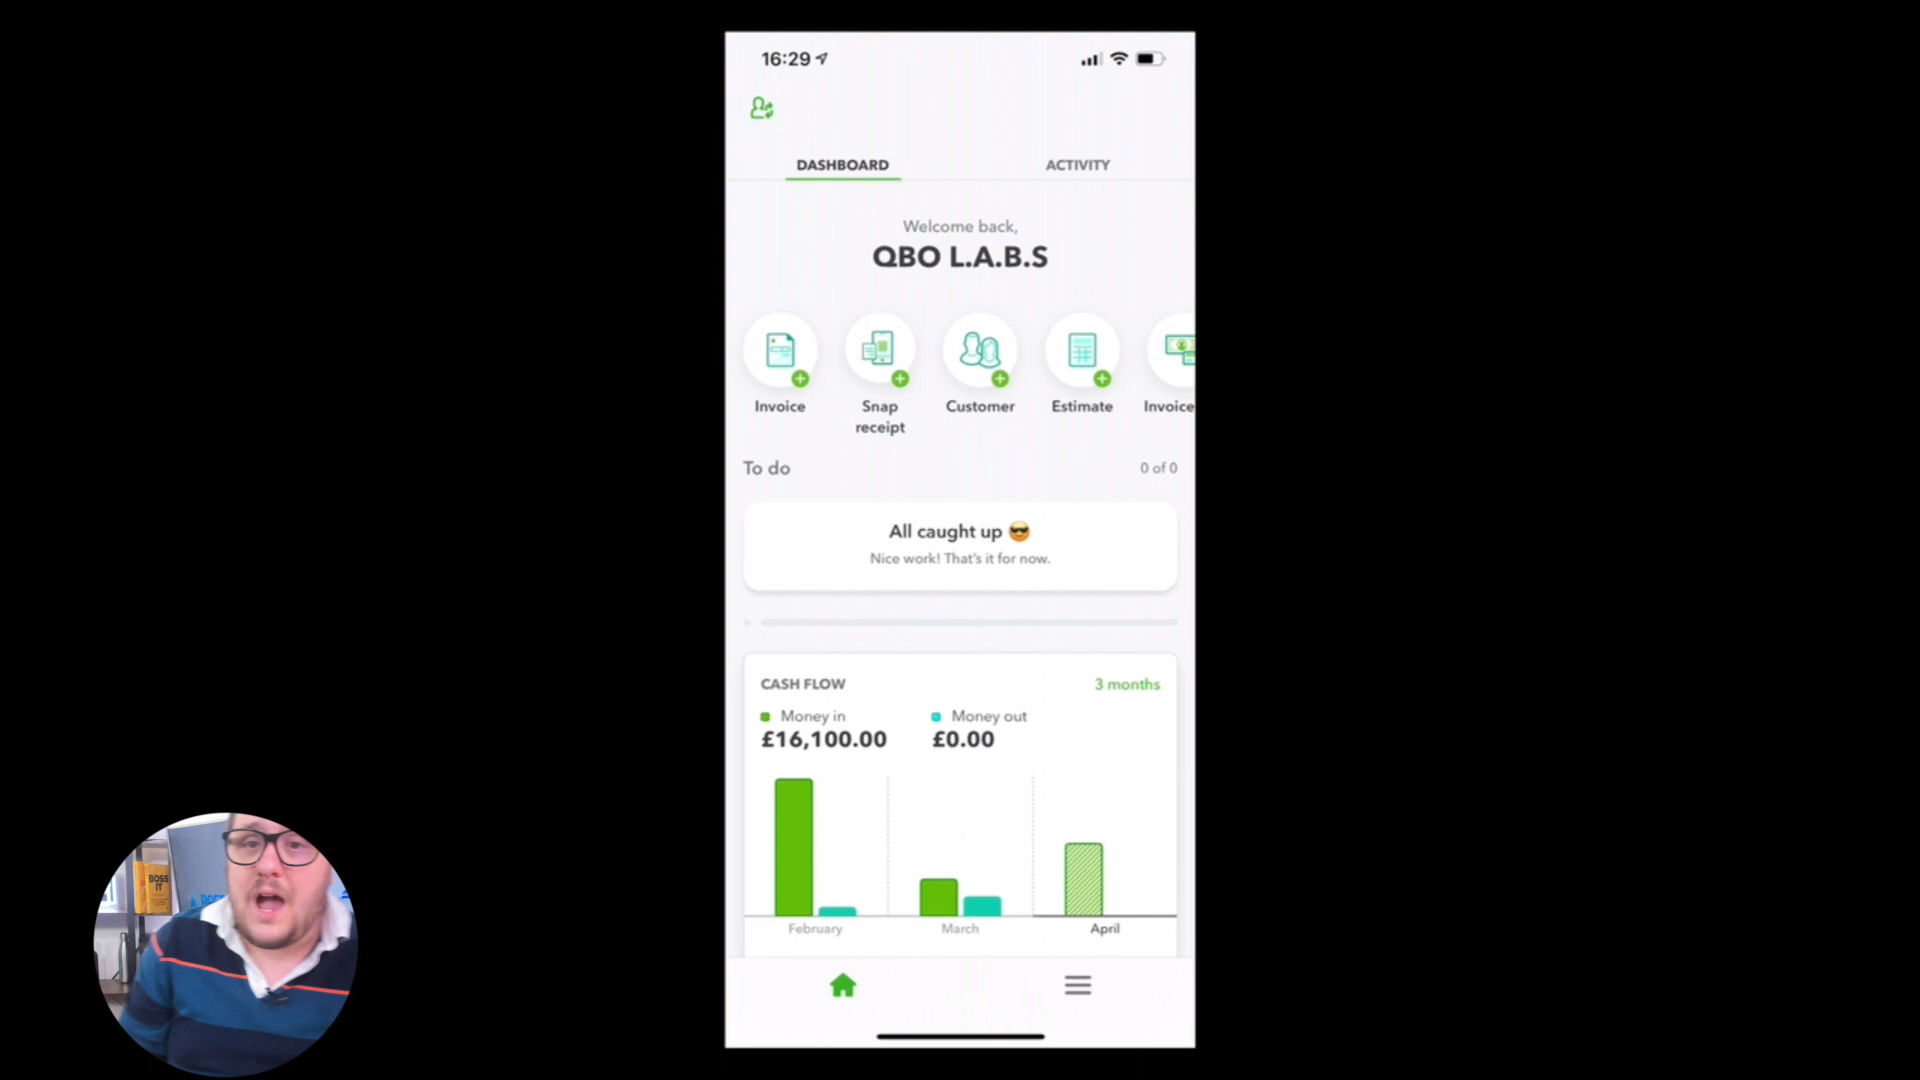 16:29
DASHBOARD
ACTIVITY
Welcome back,
QBO L.A.B.S
Invoice
Snap
receipt
Customer
Estimate
Invoice
To do
0 of 0
All caught up 😎
Nice work! That's it for now.
CASH FLOW
3 months
Money in
£16,100.00
Money out
£0.00
February
March
April
BOSS
IT